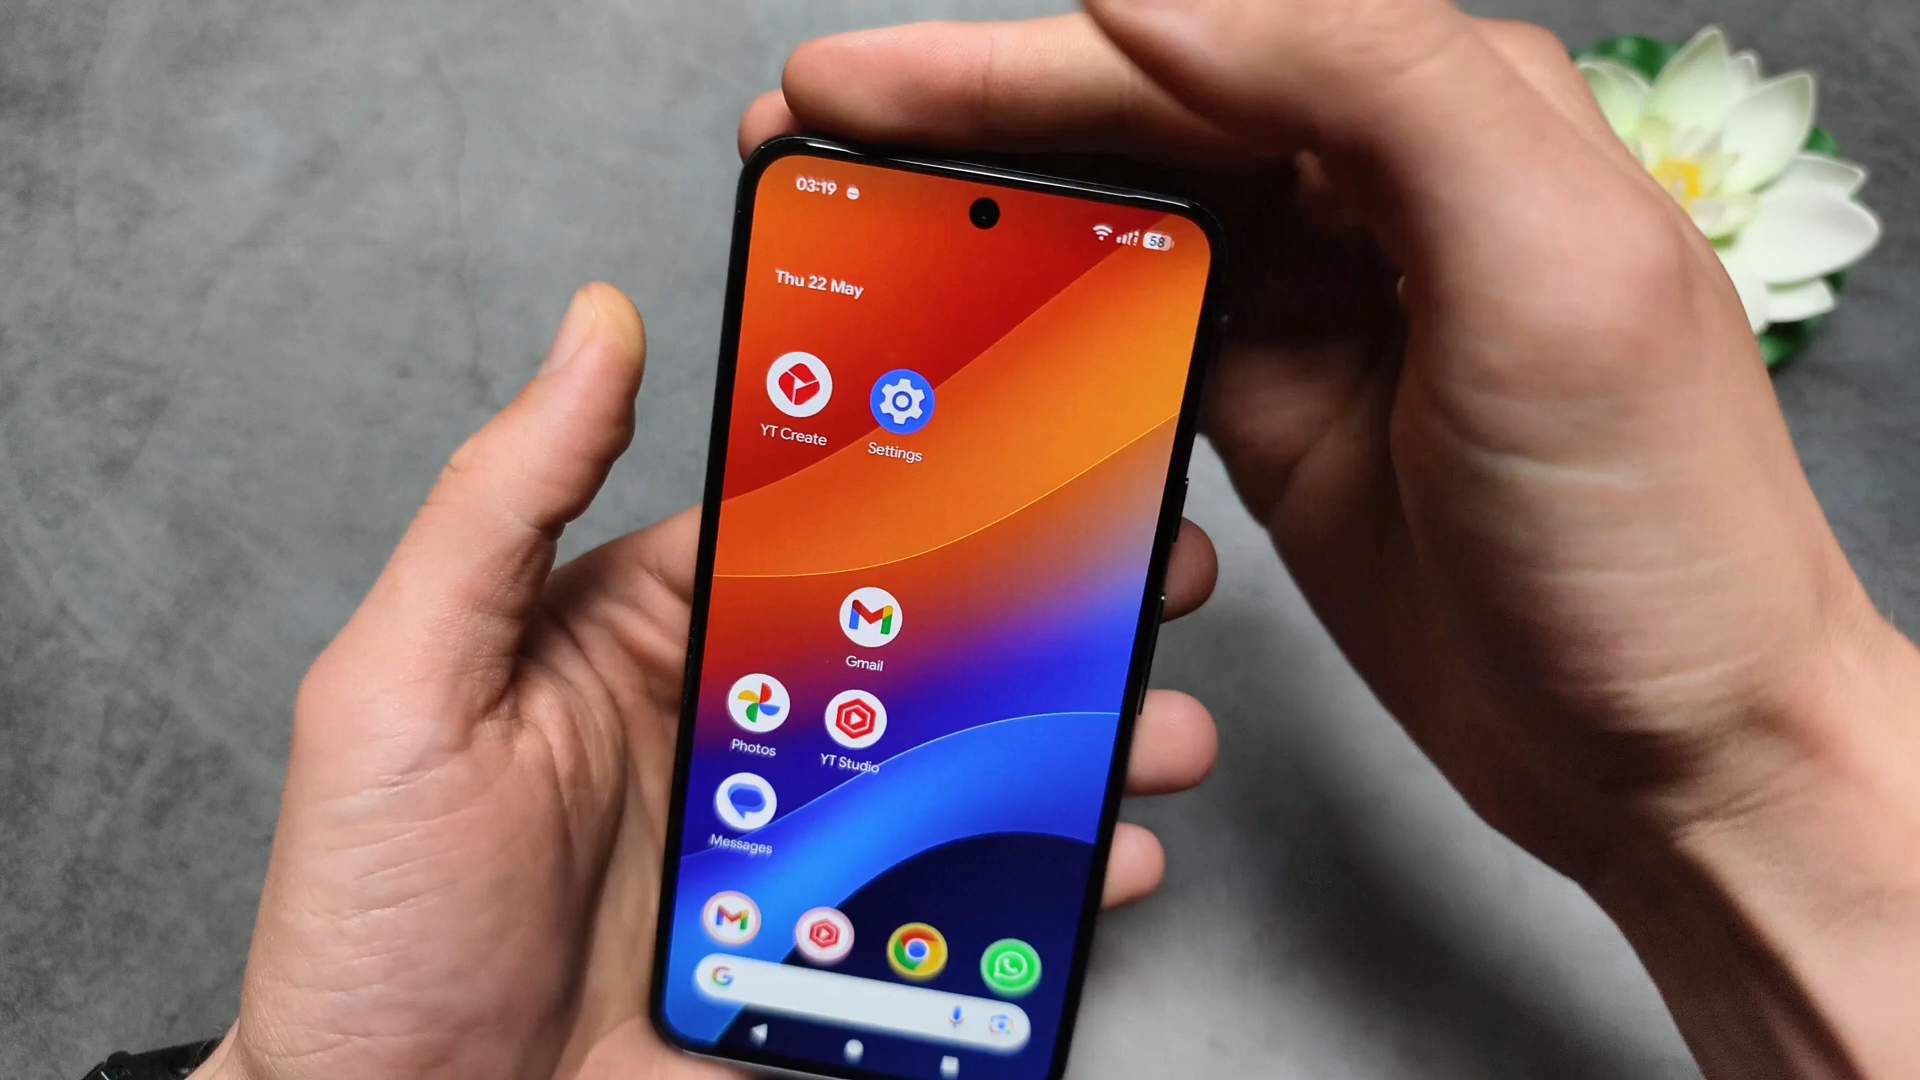 03:19
58
Thu 22 May
YT Create
Settings
Gmail
Photos
YT Studio
Messages